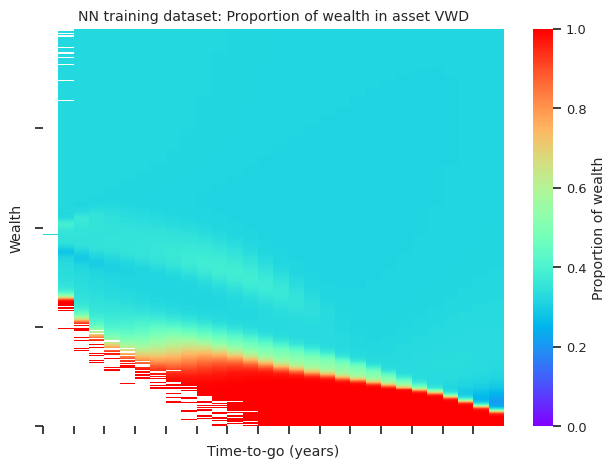 NN training dataset: Proportion of wealth in asset VWD
Wealth
Time-to-go (years)
1.0
0.8
0.6
0.4
0.2
0.0
Proportion of wealth